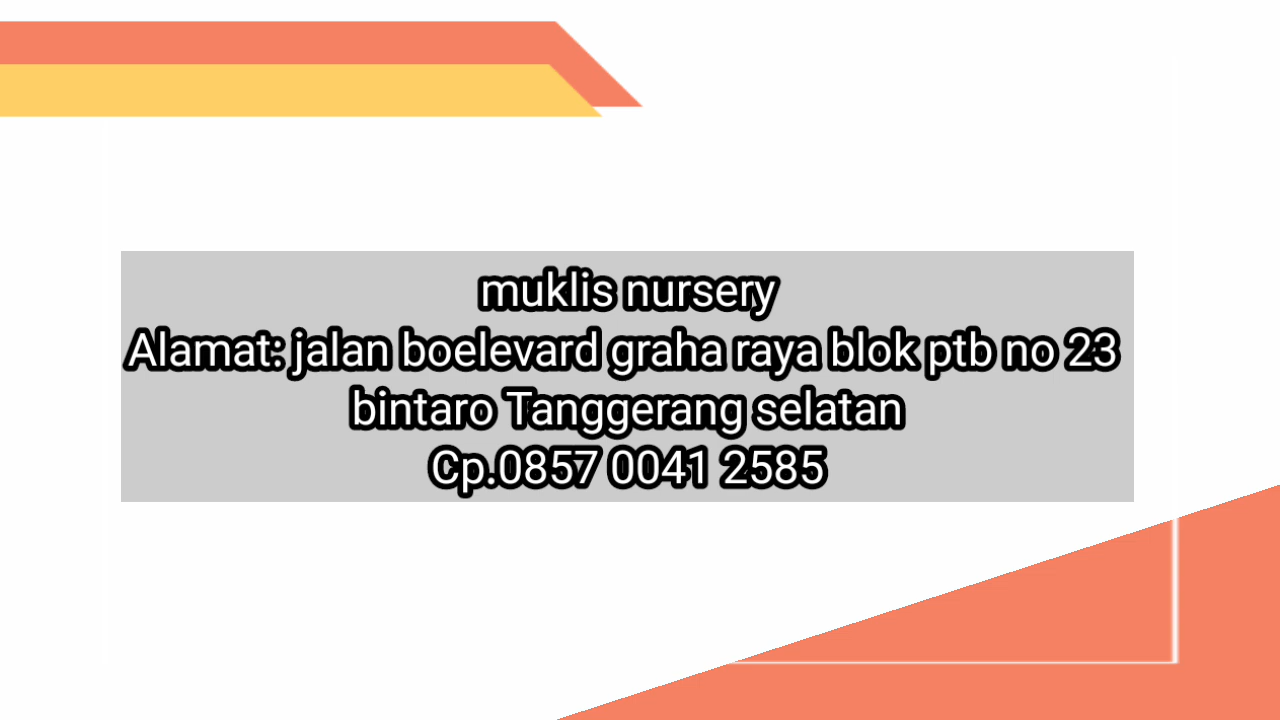 muklis nursery
Alamat: jalan boelevard graha raya blok ptb no 23
bintaro Tanggerang selatan
Cp.0857 0041 2585